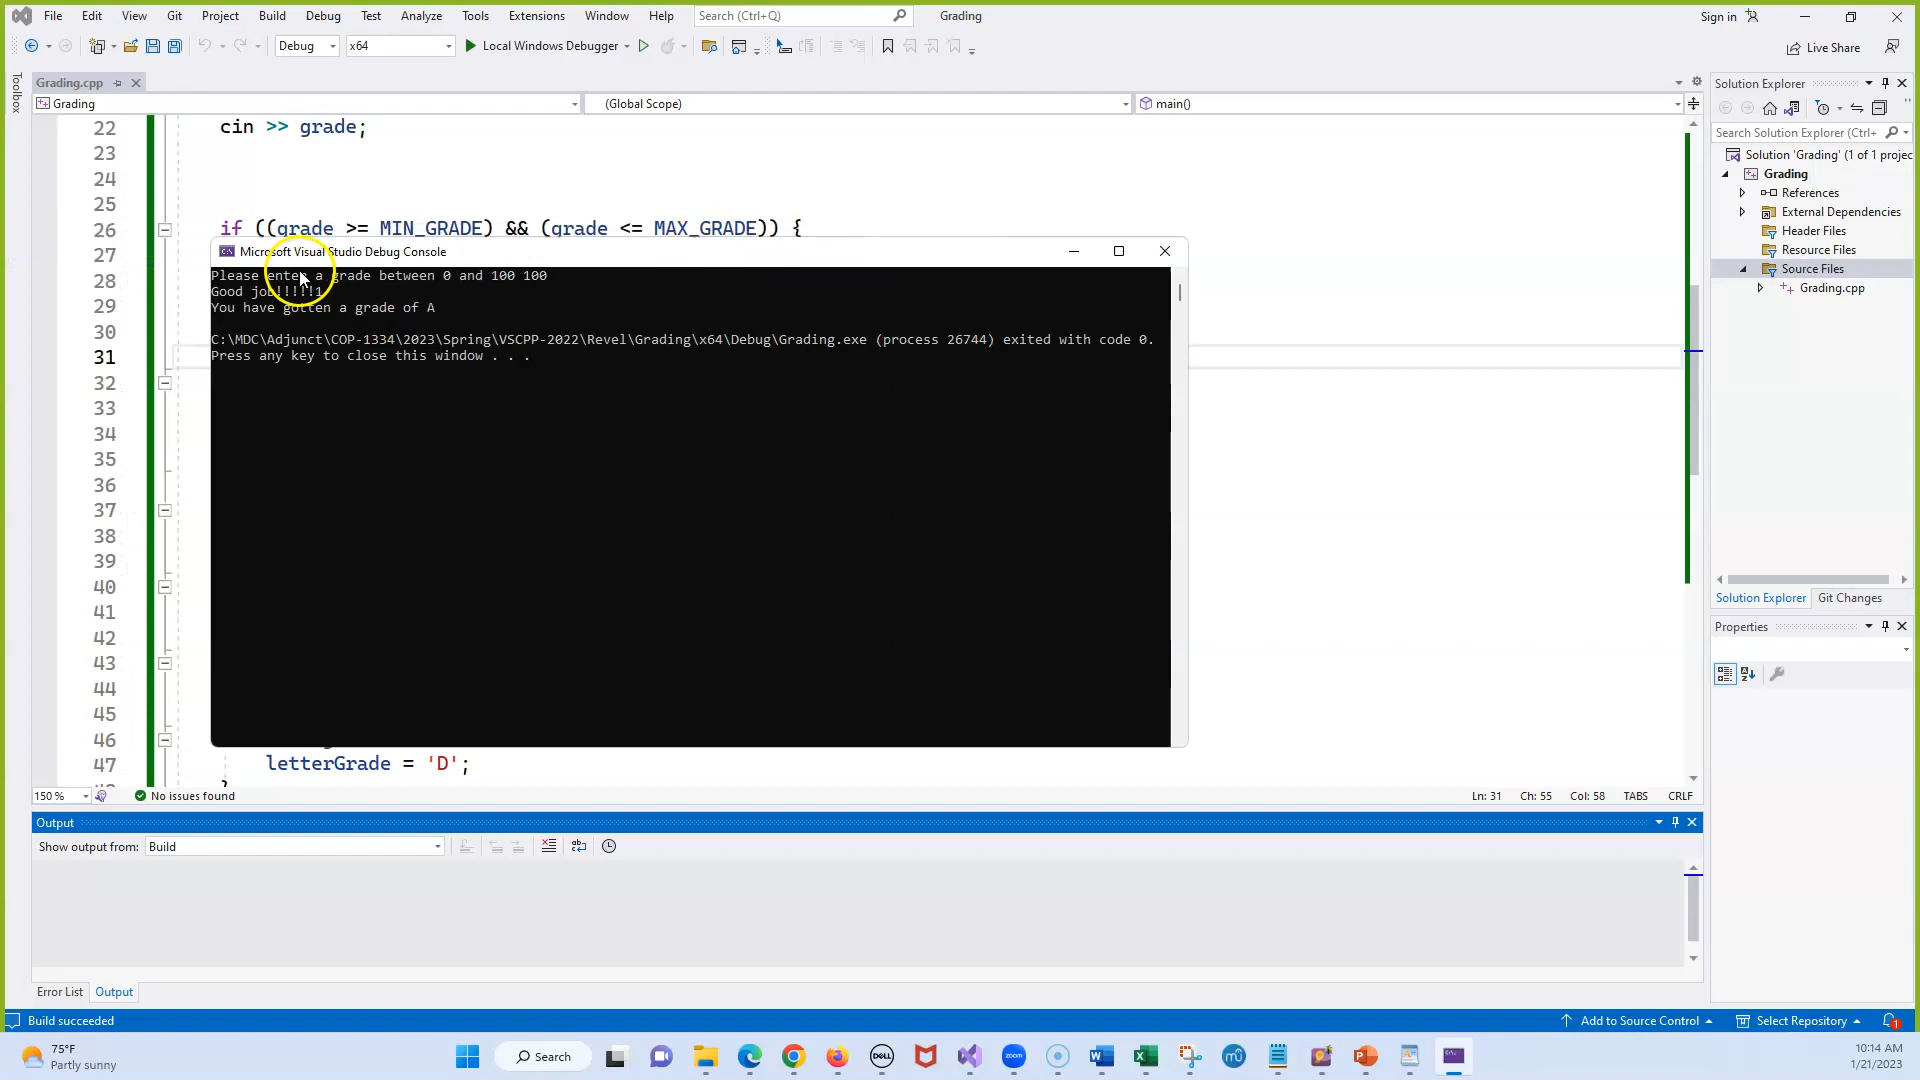 File Edit View Git Project Build Debug Test Analyze Tools Extensions Window Help Search (Ctrl+Q) Grading Sign in
Debug x64 Local Windows Debugger Live Share
Toolbox
Grading.cpp
Grading (Global Scope) main()
22 cin >> grade;
23
24
25
26 if ((grade >= MIN_GRADE) && (grade <= MAX_GRADE)) {
27
28
29
30
31
32
33
34
35
36
37
38
39
40
41
42
43
44
45
46
47 letterGrade = 'D';
Microsoft Visual Studio Debug Console
Please enter a grade between 0 and 100 100
Good job!!!!!1
You have gotten a grade of A
C:\MDC\Adjunct\COP-1334\2023\Spring\VSCPP-2022\Revel\Grading\x64\Debug\Grading.exe (process 26744) exited with code 0.
Press any key to close this window . . .
150 % No issues found Ln: 31 Ch: 55 Col: 58 TABS CRLF
Output
Show output from: Build
Error List Output
Solution Explorer
Search Solution Explorer (Ctrl+
Solution 'Grading' (1 of 1 projec
Grading
References
External Dependencies
Header Files
Resource Files
Source Files
Grading.cpp
Solution Explorer Git Changes
Properties
Build succeeded Add to Source Control Select Repository 1
75°F
Partly sunny
Search
DELL
zoom
10:14 AM
1/21/2023